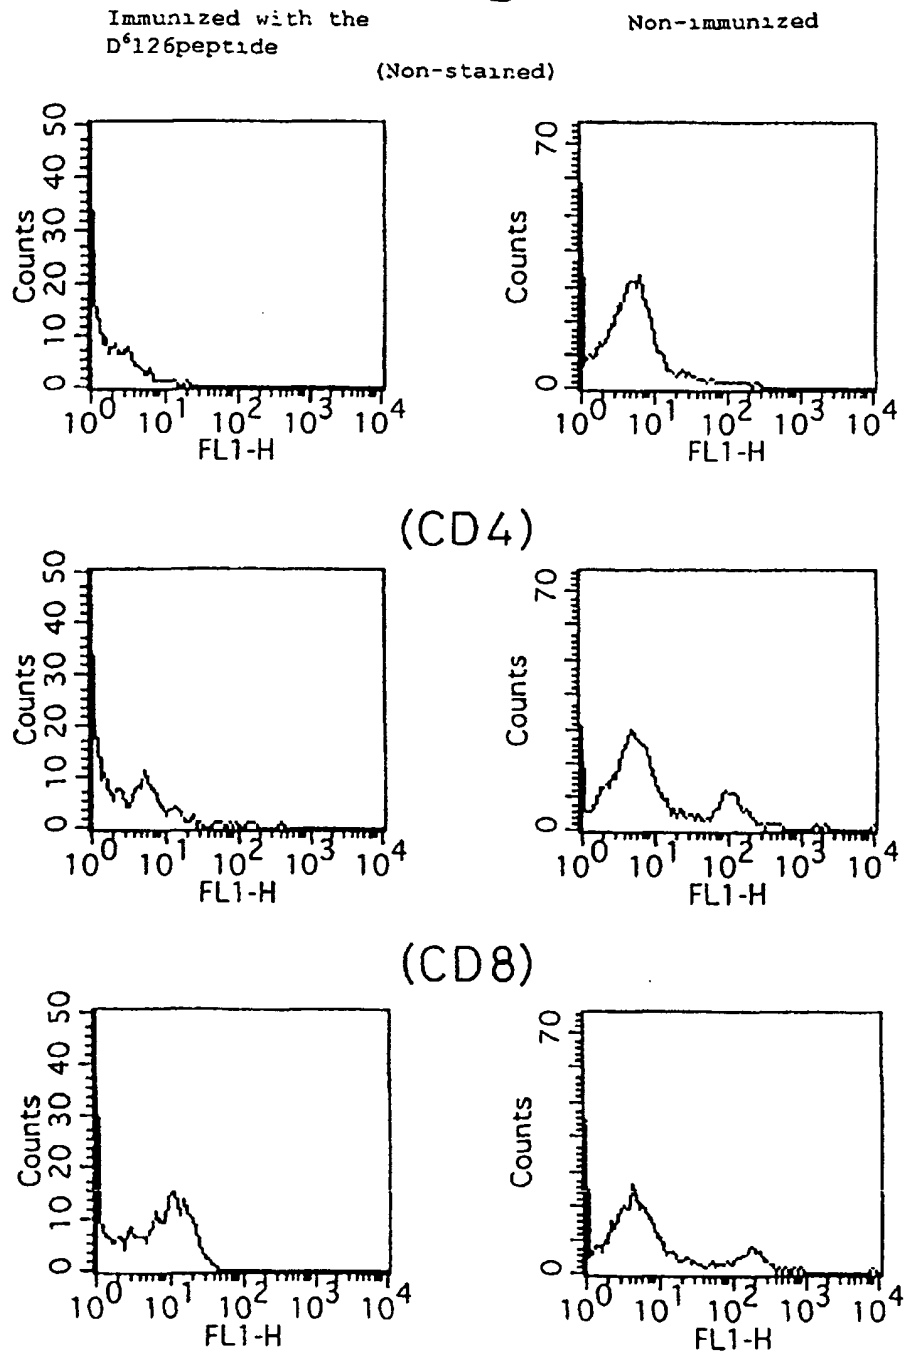 Immunized with the
D⁶126peptide
Non-immunized
(Non-stained)
50
40
30
20
10
0
Counts
10⁰ 10¹ 10² 10³ 10⁴
FL1-H
70
0
Counts
10⁰ 10¹ 10² 10³ 10⁴
FL1-H
(CD4)
50
40
30
20
10
0
Counts
10⁰ 10¹ 10² 10³ 10⁴
FL1-H
70
0
Counts
10⁰ 10¹ 10² 10³ 10⁴
FL1-H
(CD8)
50
40
30
20
10
0
Counts
10⁰ 10¹ 10² 10³ 10⁴
FL1-H
70
0
Counts
10⁰ 10¹ 10² 10³ 10⁴
FL1-H